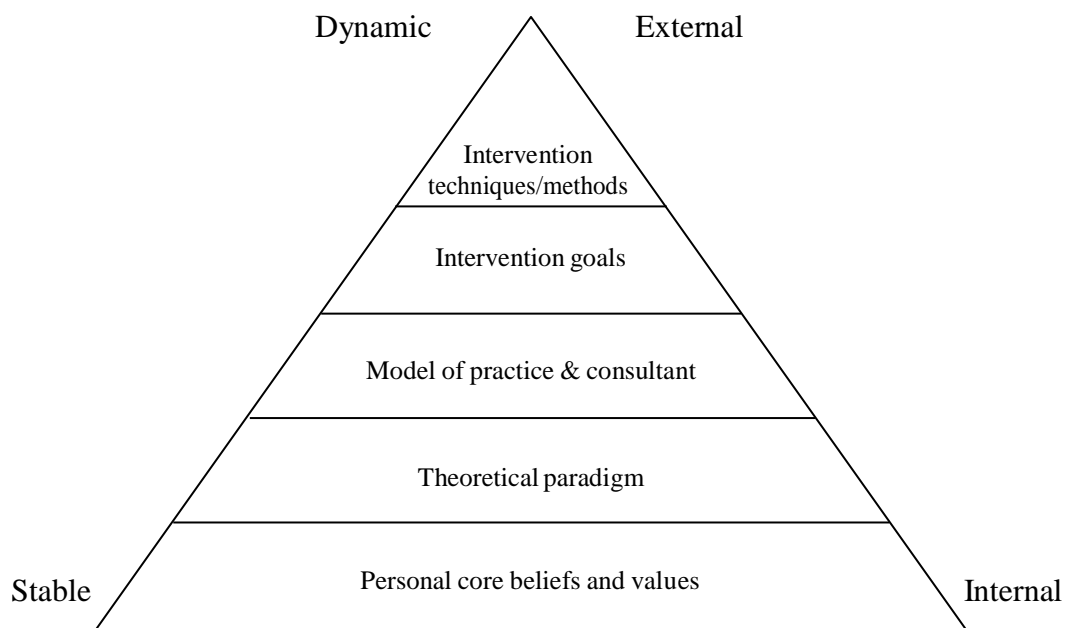 Dynamic
External
Intervention
techniques/methods
Intervention goals
Model of practice & consultant
Theoretical paradigm
Stable
Personal core beliefs and values
Internal